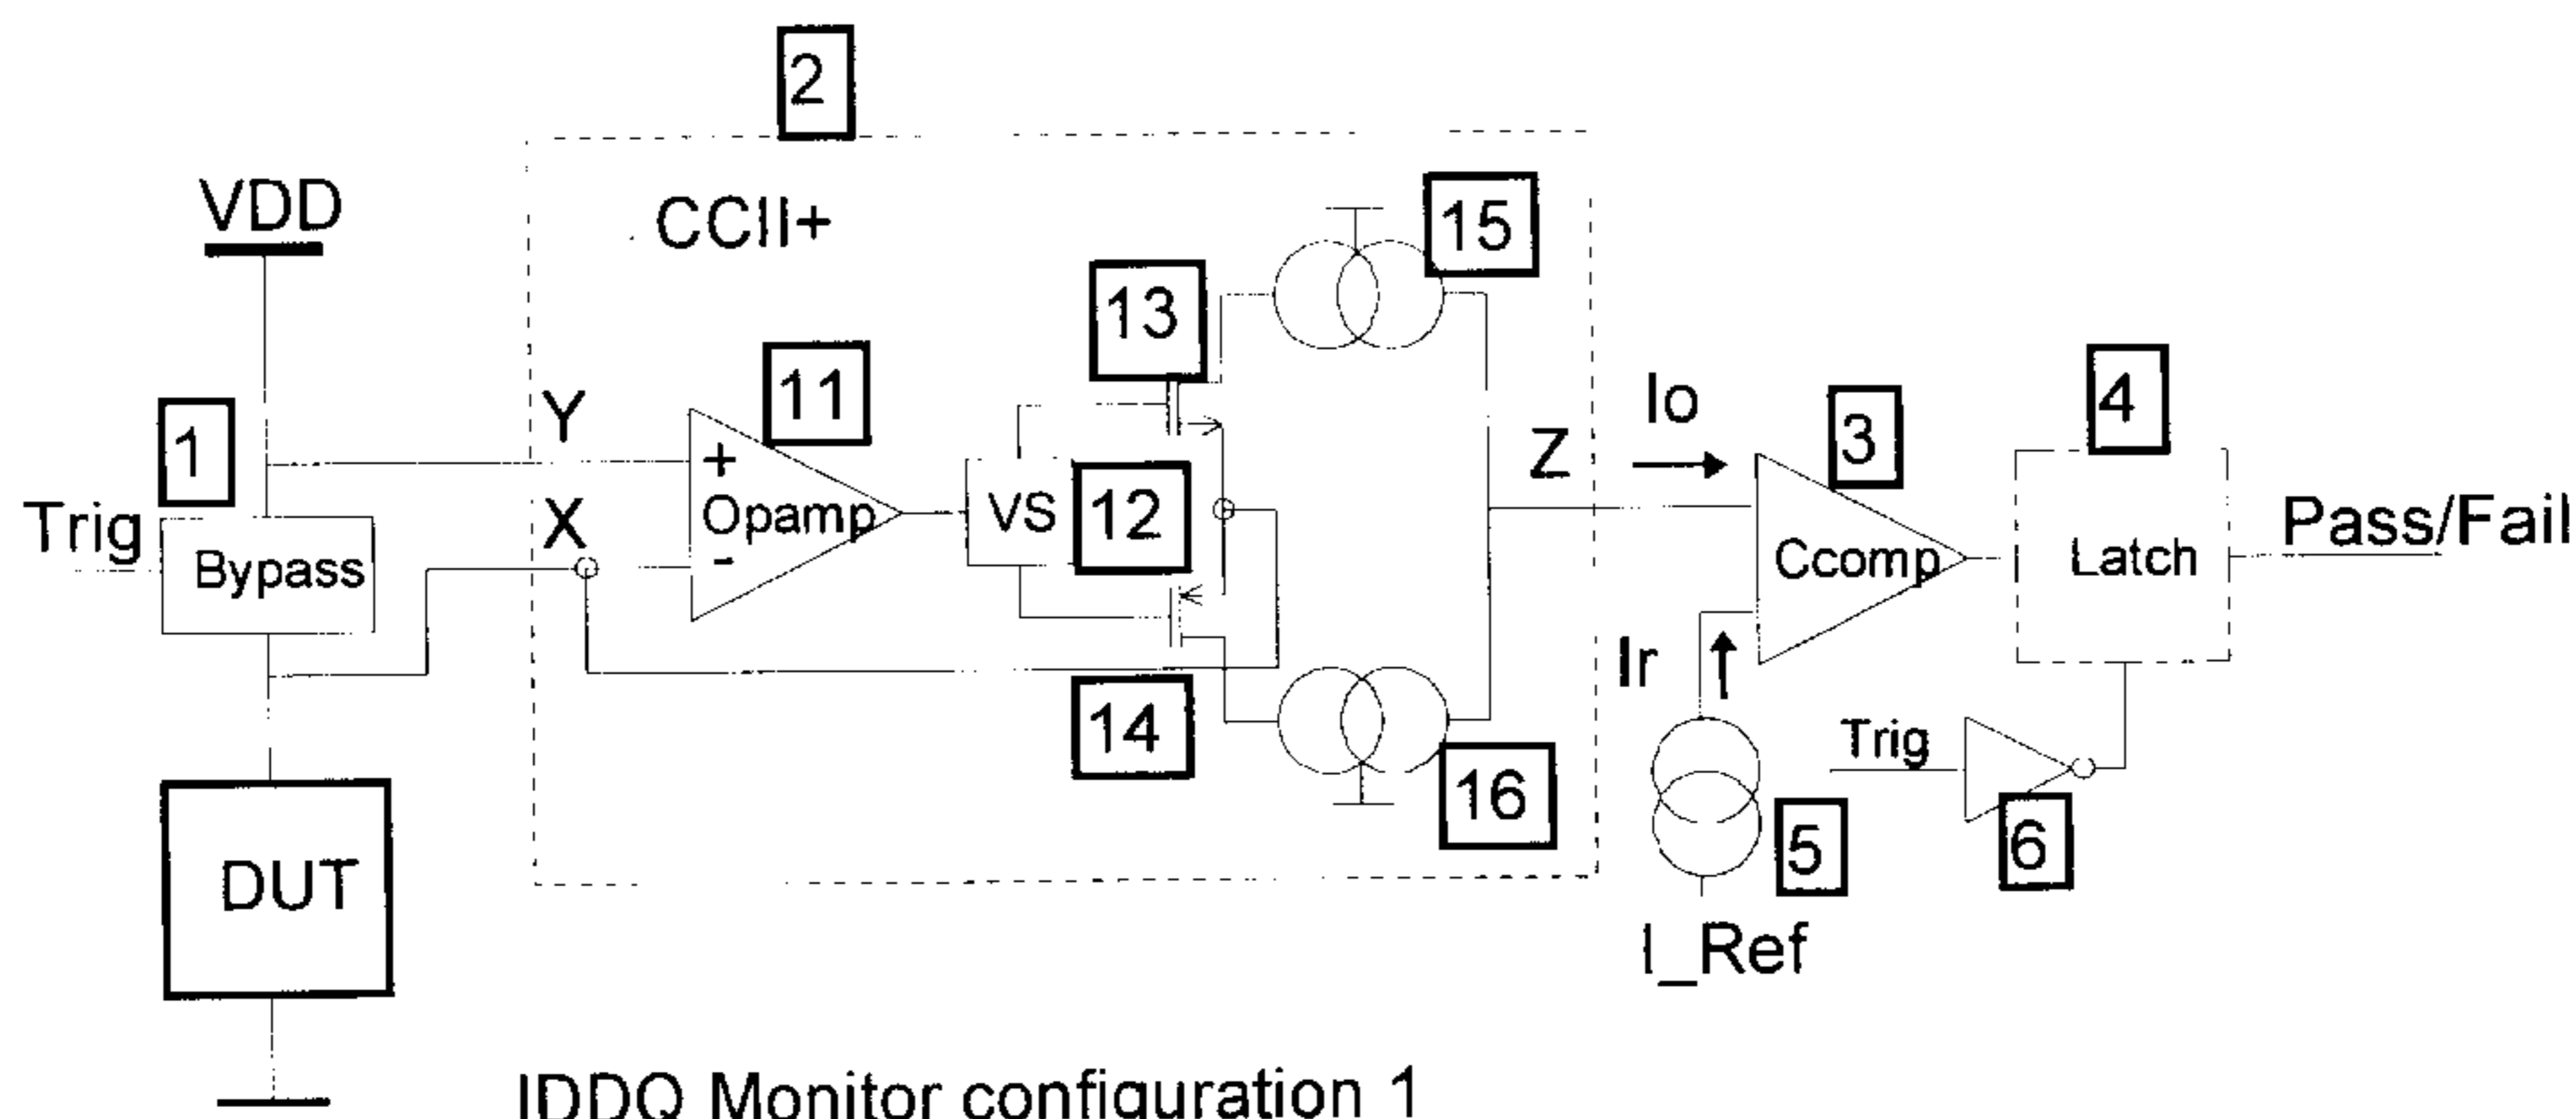 2
VDD
CCII+
15
13
1
Y
11
Io
4
3
Z
+
Trig
X
Opamp
VS
12
Pass/Fail
Bypass
-
Ccomp
Latch
Ir
14
Trig
16
5
6
DUT
I_Ref
IDDQ Monitor configuration 1